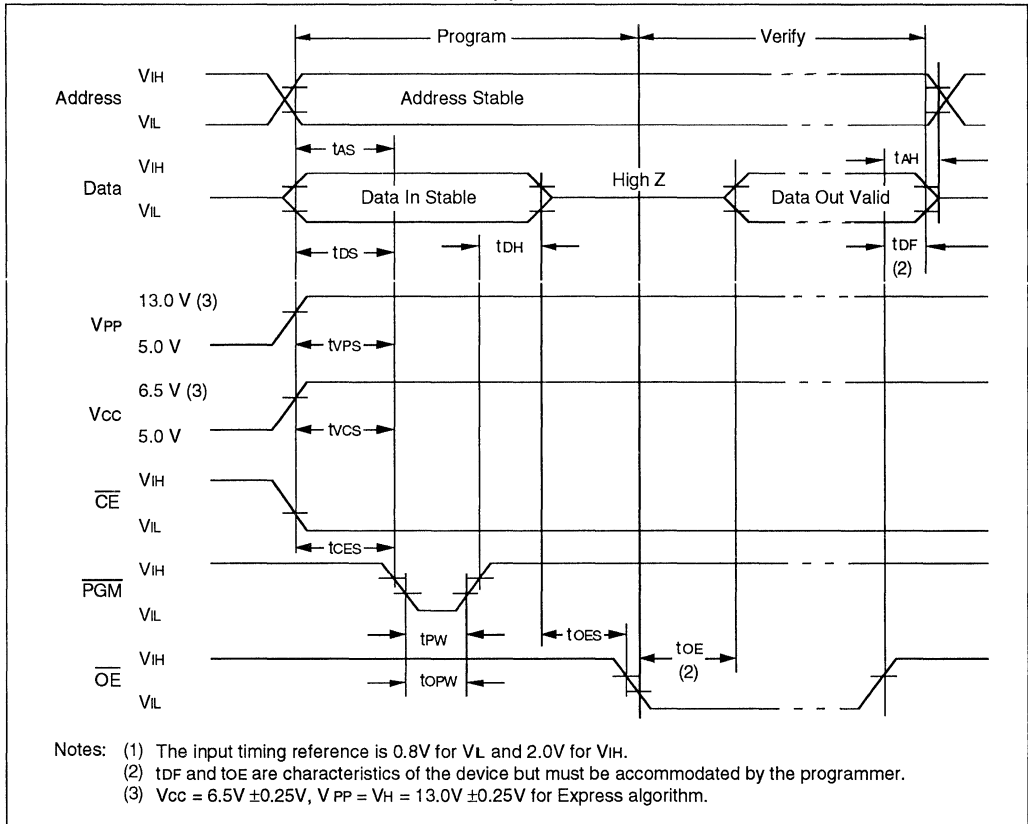 Program
Verify
Address
VIH
Address Stable
VIL
tAS
tAH
Data
VIH
Data In Stable
High Z
Data Out Valid
VIL
tDS
tDH
tDF
(2)
VPP
13.0 V (3)
5.0 V
tVPS
VCC
6.5 V (3)
5.0 V
tVCS
CE
VIH
VIL
tCES
PGM
VIH
VIL
tPW
tOES
tOE
(2)
OE
VIH
tOPW
VIL
Notes: (1) The input timing reference is 0.8V for VL and 2.0V for VIH.
(2) tDF and tOE are characteristics of the device but must be accommodated by the programmer.
(3) VCC = 6.5V ±0.25V, V PP = VH = 13.0V ±0.25V for Express algorithm.